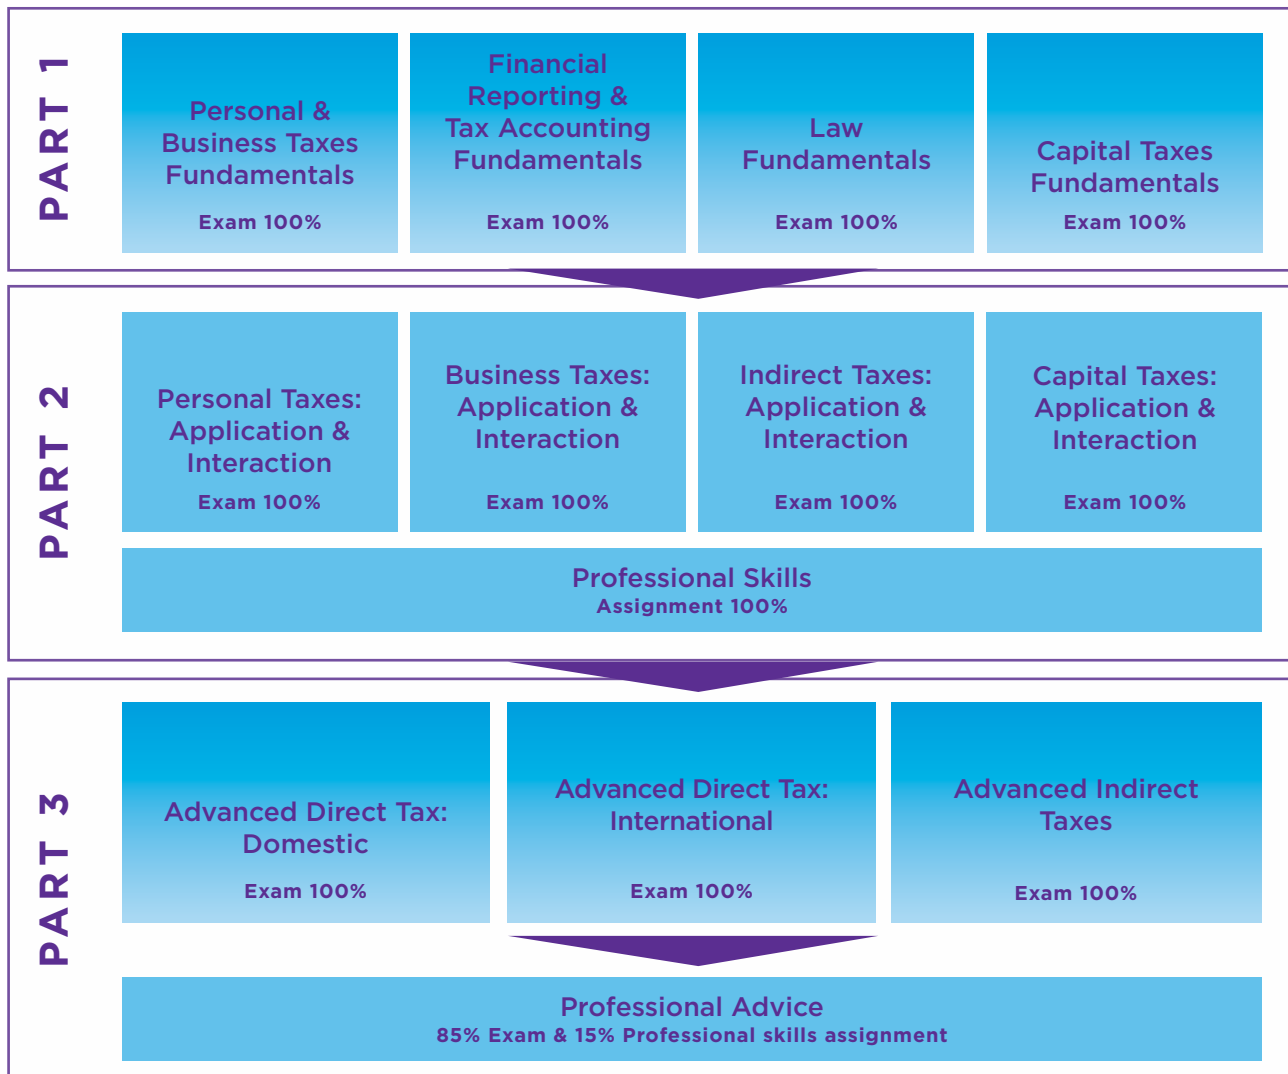 PART 1
Personal &
Business Taxes
Fundamentals
Exam 100%
Financial
Reporting &
Tax Accounting
Fundamentals
Exam 100%
Law
Fundamentals
Exam 100%
Capital Taxes
Fundamentals
Exam 100%
PART 2
Personal Taxes:
Application &
Interaction
Exam 100%
Business Taxes:
Application &
Interaction
Exam 100%
Indirect Taxes:
Application &
Interaction
Exam 100%
Capital Taxes:
Application &
Interaction
Exam 100%
Professional Skills
Assignment 100%
PART 3
Advanced Direct Tax:
Domestic
Exam 100%
Advanced Direct Tax:
International
Exam 100%
Advanced Indirect
Taxes
Exam 100%
Professional Advice
85% Exam & 15% Professional skills assignment